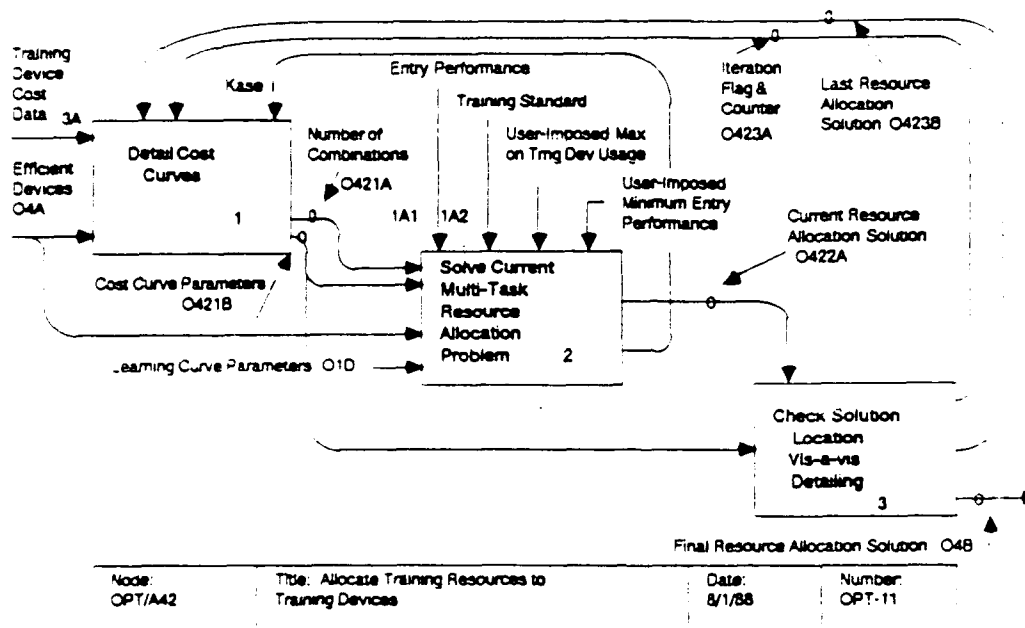 Training
Device
Cost
Data 3A
Efficient
Devices
O4A
Kase
Entry Performance
Training Standard
Number of
Combinations
O421A
User-Imposed Max
on Trng Dev Usage
User-Imposed
Minimum Entry
Performance
Iteration
Flag &
Counter
O423A
Last Resource
Allocation
Solution O423B
Detail Cost
Curves
1
1A1 1A2
Current Resource
Allocation Solution
O422A
Cost Curve Parameters
O421B
Solve Current
Multi-Task
Resource
Allocation
Problem 2
Learning Curve Parameters O1D
Check Solution
Location
Vis-a-vis
Detailing
3
Final Resource Allocation Solution O4B
Node:
OPT/A42
Title: Allocate Training Resources to
Training Devices
Date:
8/1/88
Number:
OPT-11